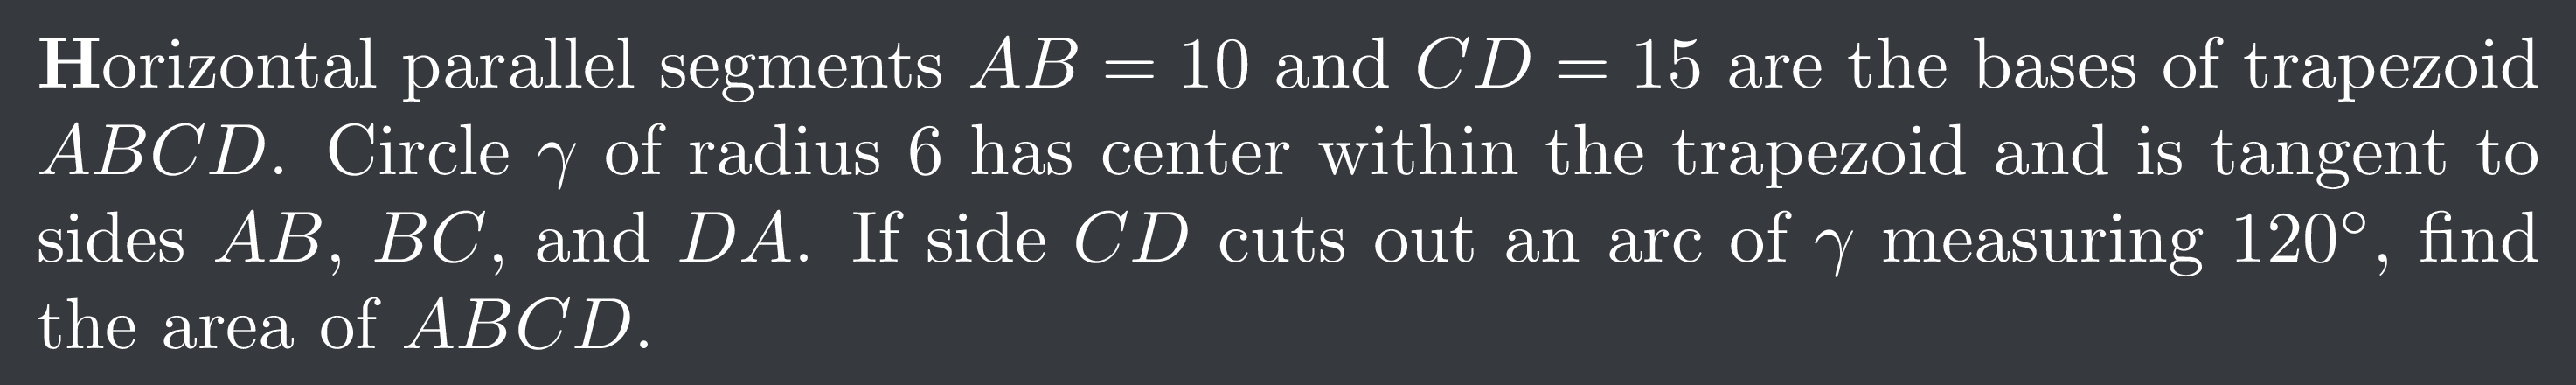 Horizontal parallel segments AB = 10 and CD = 15 are the bases of trapezoid
ABCD. Circle γ of radius 6 has center within the trapezoid and is tangent to
sides AB, BC, and DA. If side CD cuts out an arc of γ measuring 120°, find
the area of ABCD.